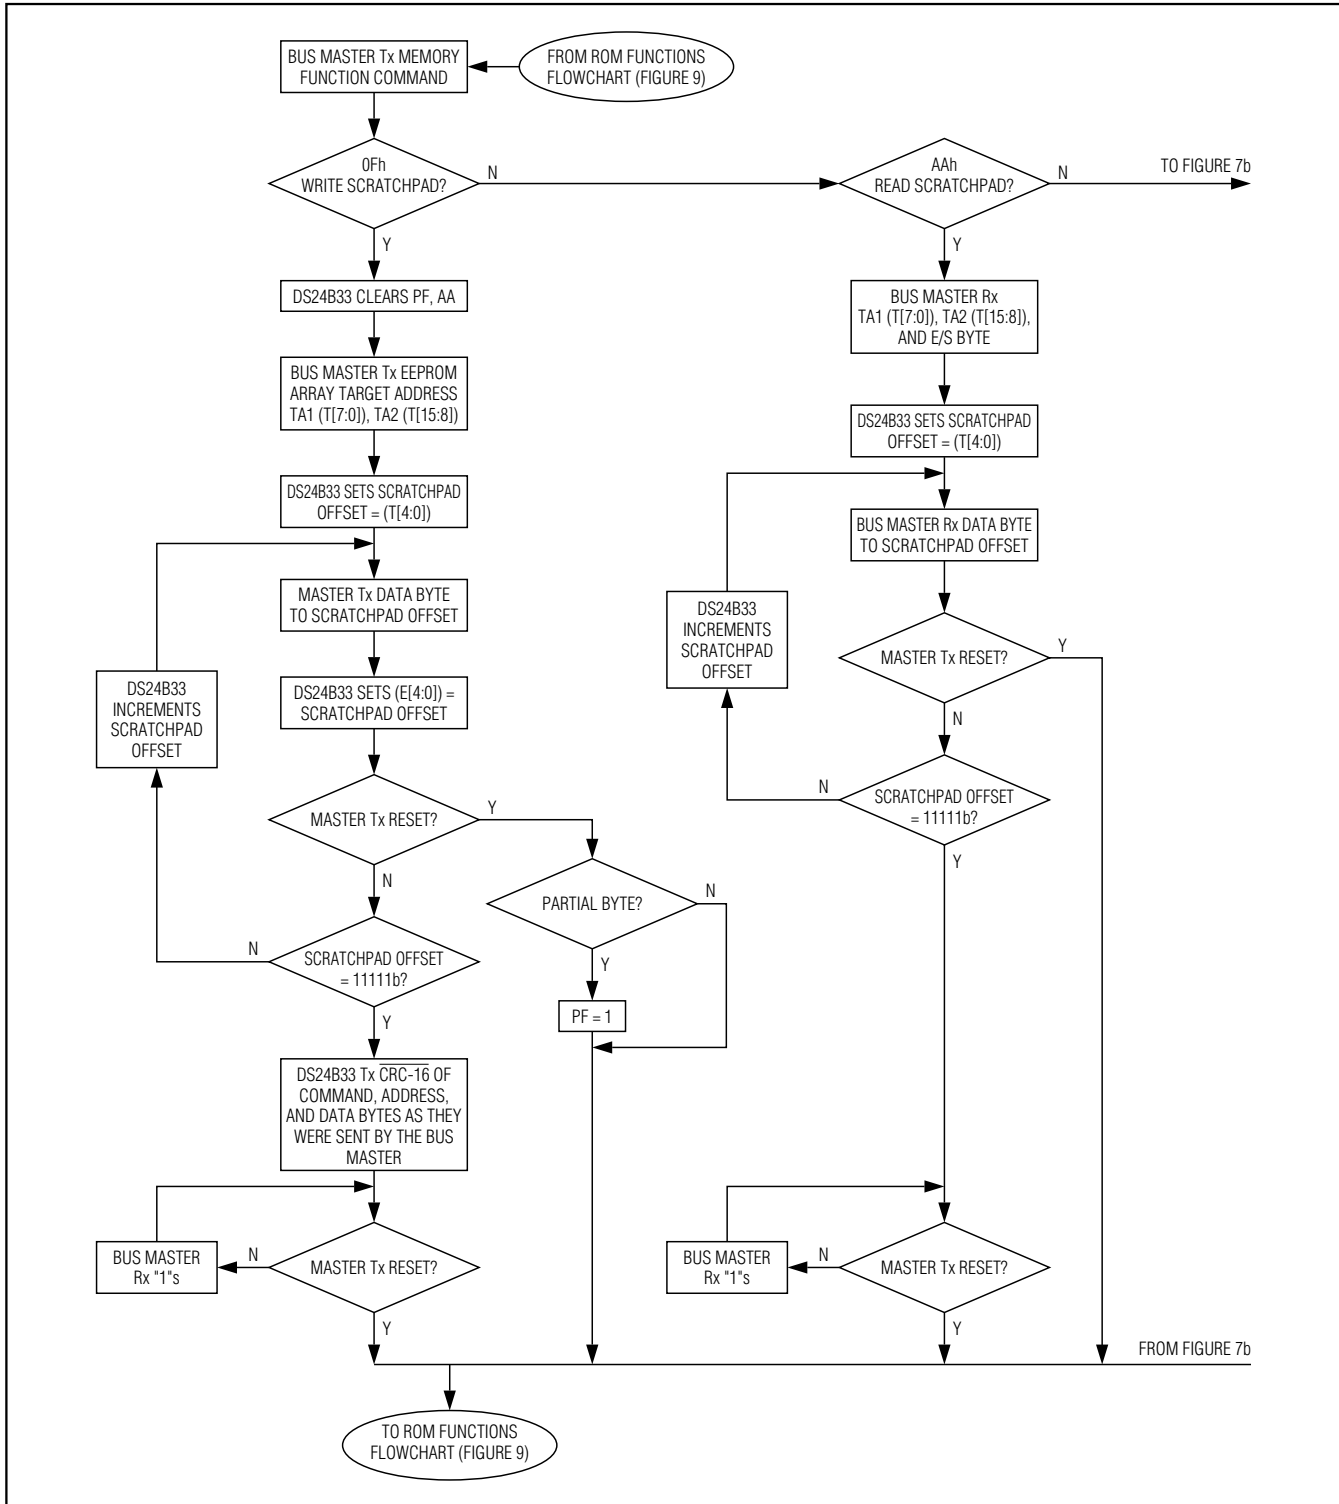 BUS MASTER Tx MEMORY
FUNCTION COMMAND
FROM ROM FUNCTIONS
FLOWCHART (FIGURE 9)
0Fh
WRITE SCRATCHPAD?
N
Y
AAh
READ SCRATCHPAD?
N
Y
TO FIGURE 7b
DS24B33 CLEARS PF, AA
BUS MASTER Tx EEPROM
ARRAY TARGET ADDRESS
TA1 (T[7:0]), TA2 (T[15:8])
DS24B33 SETS SCRATCHPAD
OFFSET = (T[4:0])
MASTER Tx DATA BYTE
TO SCRATCHPAD OFFSET
DS24B33
INCREMENTS
SCRATCHPAD
OFFSET
DS24B33 SETS (E[4:0]) =
SCRATCHPAD OFFSET
MASTER Tx RESET?
Y
N
PARTIAL BYTE?
N
Y
PF = 1
SCRATCHPAD OFFSET
= 11111b?
N
Y
DS24B33 Tx CRC-16 OF
COMMAND, ADDRESS,
AND DATA BYTES AS THEY
WERE SENT BY THE BUS
MASTER
BUS MASTER
Rx "1"s
N
MASTER Tx RESET?
Y
BUS MASTER Rx
TA1 (T[7:0]), TA2 (T[15:8]),
AND E/S BYTE
DS24B33 SETS SCRATCHPAD
OFFSET = (T[4:0])
BUS MASTER Rx DATA BYTE
TO SCRATCHPAD OFFSET
DS24B33
INCREMENTS
SCRATCHPAD
OFFSET
MASTER Tx RESET?
Y
N
SCRATCHPAD OFFSET
= 11111b?
N
Y
BUS MASTER
Rx "1"s
N
MASTER Tx RESET?
Y
FROM FIGURE 7b
TO ROM FUNCTIONS
FLOWCHART (FIGURE 9)